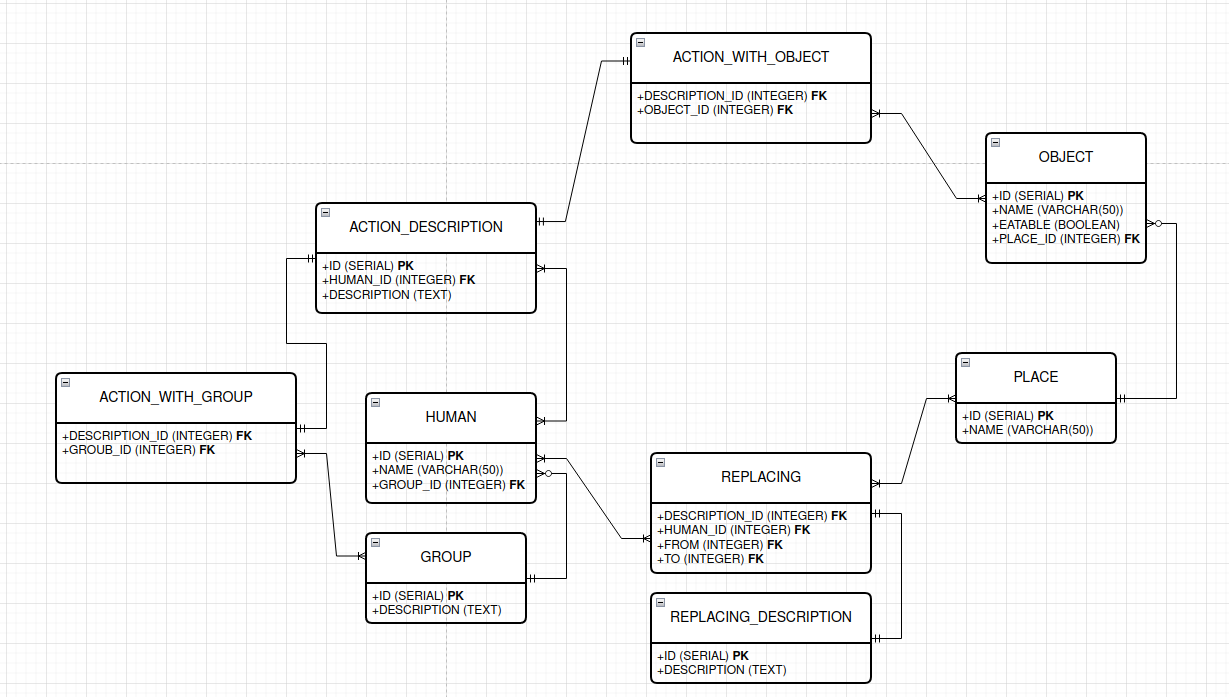 ACTION_WITH_OBJECT
+DESCRIPTION_ID (INTEGER) FK
+OBJECT_ID (INTEGER) FK
OBJECT
+ID (SERIAL) PK
+NAME (VARCHAR(50))
+EATABLE (BOOLEAN)
+PLACE_ID (INTEGER) FK
ACTION_DESCRIPTION
+ID (SERIAL) PK
+HUMAN_ID (INTEGER) FK
+DESCRIPTION (TEXT)
ACTION_WITH_GROUP
+DESCRIPTION_ID (INTEGER) FK
+GROUB_ID (INTEGER) FK
HUMAN
+ID (SERIAL) PK
+NAME (VARCHAR(50))
+GROUP_ID (INTEGER) FK
PLACE
+ID (SERIAL) PK
+NAME (VARCHAR(50))
REPLACING
+DESCRIPTION_ID (INTEGER) FK
+HUMAN_ID (INTEGER) FK
+FROM (INTEGER) FK
+TO (INTEGER) FK
GROUP
+ID (SERIAL) PK
+DESCRIPTION (TEXT)
REPLACING_DESCRIPTION
+ID (SERIAL) PK
+DESCRIPTION (TEXT)